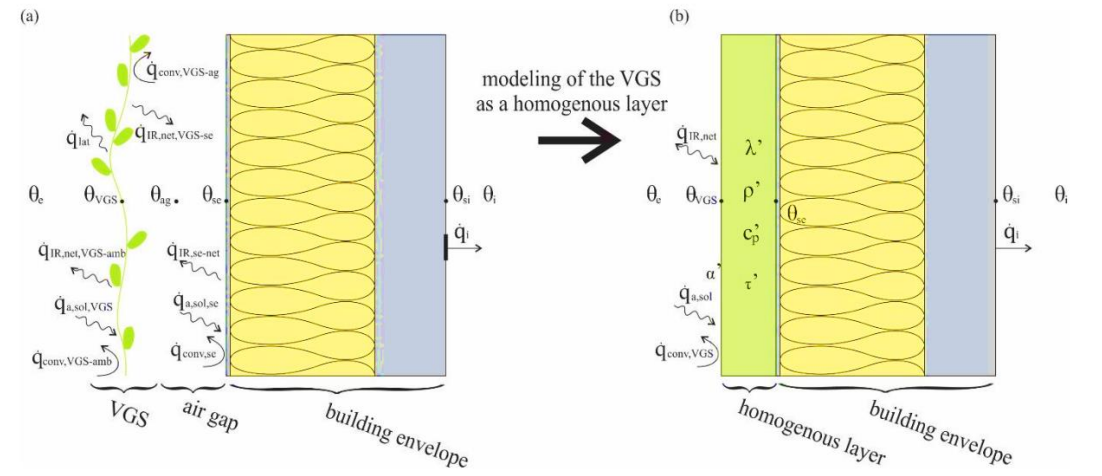 (a)
q̇conv,VGS-ag
q̇IR,net,VGS-se
q̇lat
θe
θVGS
θag
θse
θsi
θi
q̇i
q̇IR,net,VGS-amb
q̇IR,se-net
q̇a,sol,VGS
q̇a,sol,se
q̇conv,VGS-amb
q̇conv,se
VGS
air gap
building envelope
modeling of the VGS
as a homogenous layer
(b)
q̇IR,net
λ'
θe
θVGS
ρ'
θse
θsi
θi
cp'
q̇i
α'
τ'
q̇a,sol
q̇conv,VGS
homogenous layer
building envelope